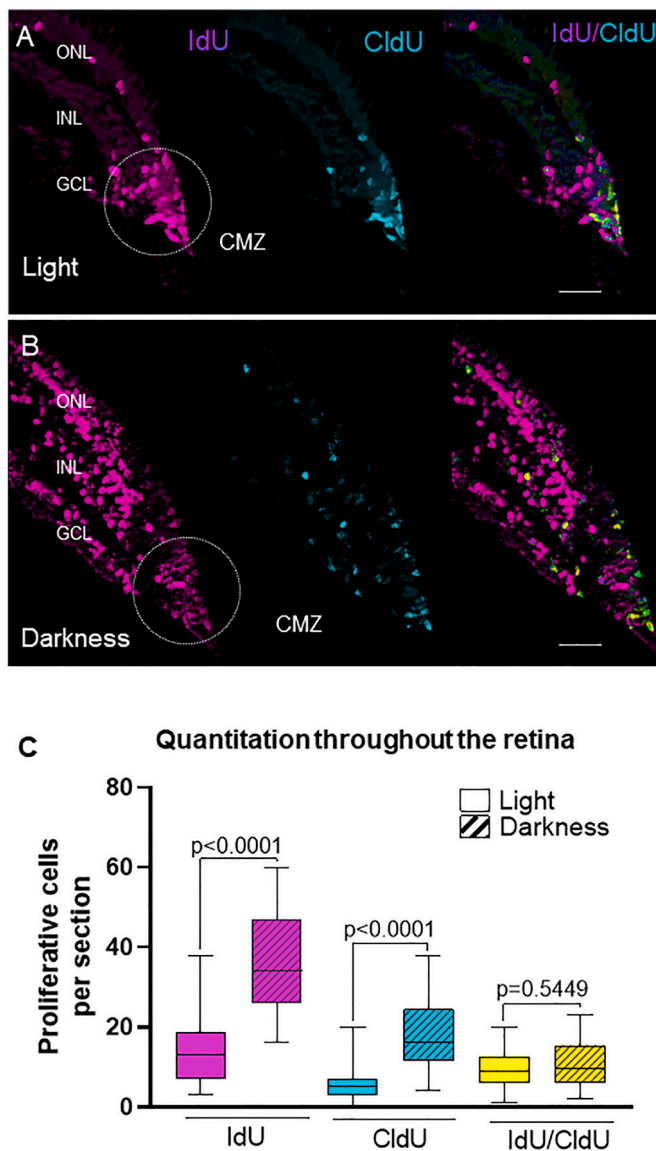 A
IdU
CldU
IdU/CldU
ONL
INL
GCL
CMZ
Light
B
ONL
INL
GCL
CMZ
Darkness
C
Quantitation throughout the retina
Proliferative cells
per section
80
60
40
20
0
Light
Darkness
p<0.0001
p<0.0001
p=0.5449
IdU
CldU
IdU/CldU